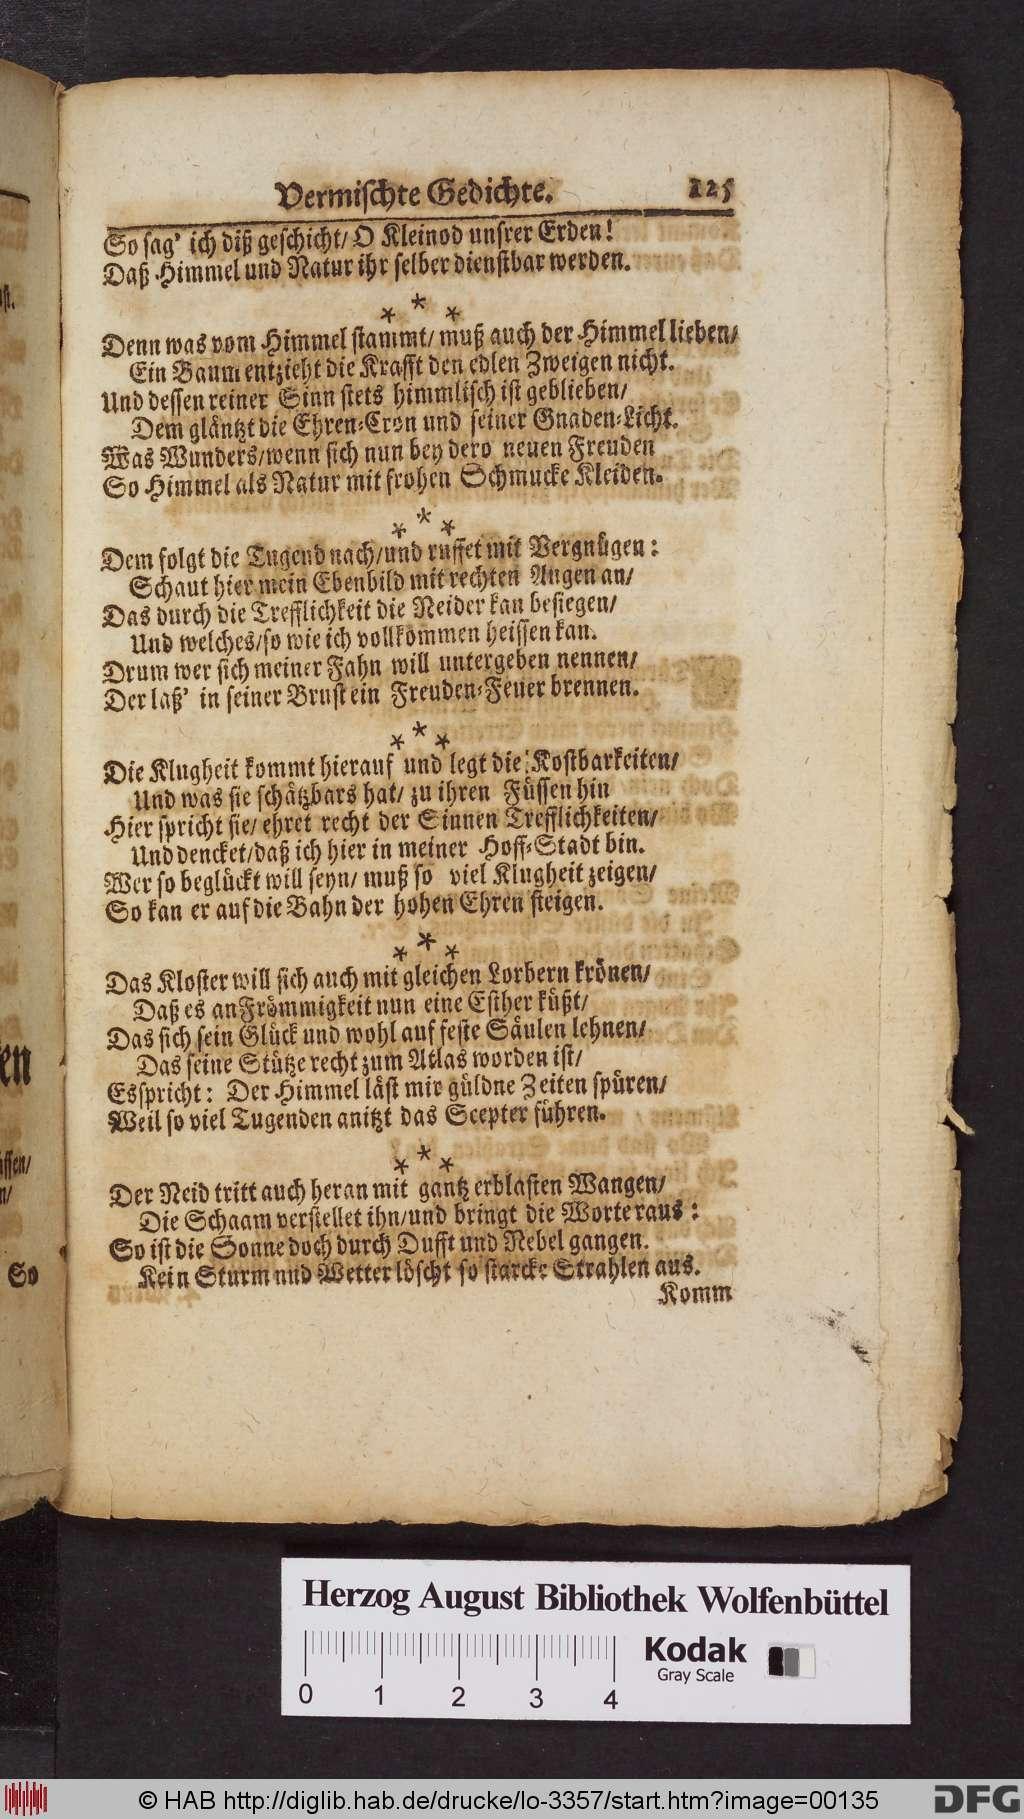 Vermischte Gedichte. 125
So sag' ich diß geschicht/ O Kleinod unsrer Erden!
Daß Himmel und Natur ihr selber dienstbar werden.
* * *
Denn was vom Himmel stammt/ muß auch der Himmel lieben/
Ein Baum entzieht die Krafft den edlen Zweigen nicht.
Und dessen reiner Sinn stets himmlisch ist geblieben/
Dem gläntzt die Ehren-Cron und seiner Gnaden-Licht.
Was Wunders/wenn sich nun bey dero neuen Freuden
So Himmel als Natur mit frohen Schmucke Kleiden.
* * *
Dem folgt die Tugend nach/und ruffet mit Vergnügen:
Schaut hier mein Ebenbild mit rechten Augen an/
Das durch die Trefflichkeit die Neider kan besiegen/
Und welches/so wie ich vollkommen heissen kan.
Drum wer sich meiner Fahn will untergeben nennen/
Der laß' in seiner Brust ein Freuden-Feuer brennen.
* * *
Die Klugheit kommt hierauf und legt die Kostbarkeiten/
Und was sie schätzbars hat/ zu ihren Füssen hin
Hier spricht sie/ ehret recht der Sinnen Trefflichkeiten/
Und dencket/daß ich hier in meiner Hoff-Stadt bin.
Wer so beglückt will seyn/ muß so viel Klugheit zeigen/
So kan er auf die Bahn der hohen Ehren steigen.
* * *
Das Kloster will sich auch mit gleichen Lorbern krönen/
Daß es an Frömmigkeit nun eine Esther küßt/
Das sich sein Glück und wohl auf feste Säulen lehnen/
Das seine Stütze recht zum Atlas worden ist/
Es spricht: Der Himmel läst mir güldne Zeiten spüren/
Weil so viel Tugenden anitzt das Scepter führen.
* * *
Der Neid tritt auch heran mit gantz erblasten Wangen/
Die Schaam verstellet ihn/und bringt die Worte raus:
So ist die Sonne doch durch Dufft und Nebel gangen.
Kein Sturm und Wetter löscht so starcke Strahlen aus.
Komm
So
Herzog August Bibliothek Wolfenbüttel
Kodak
Gray Scale
0 1 2 3 4
© HAB http://diglib.hab.de/drucke/lo-3357/start.htm?image=00135
DFG